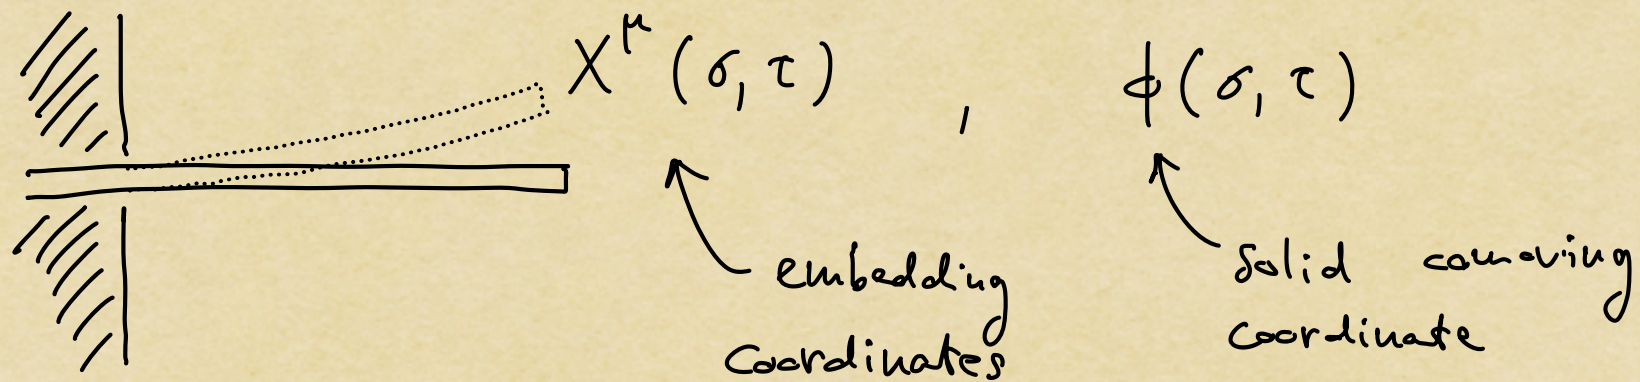 X^μ (σ, τ) , ϕ (σ, τ)
embedding coordinates
solid comoving coordinate